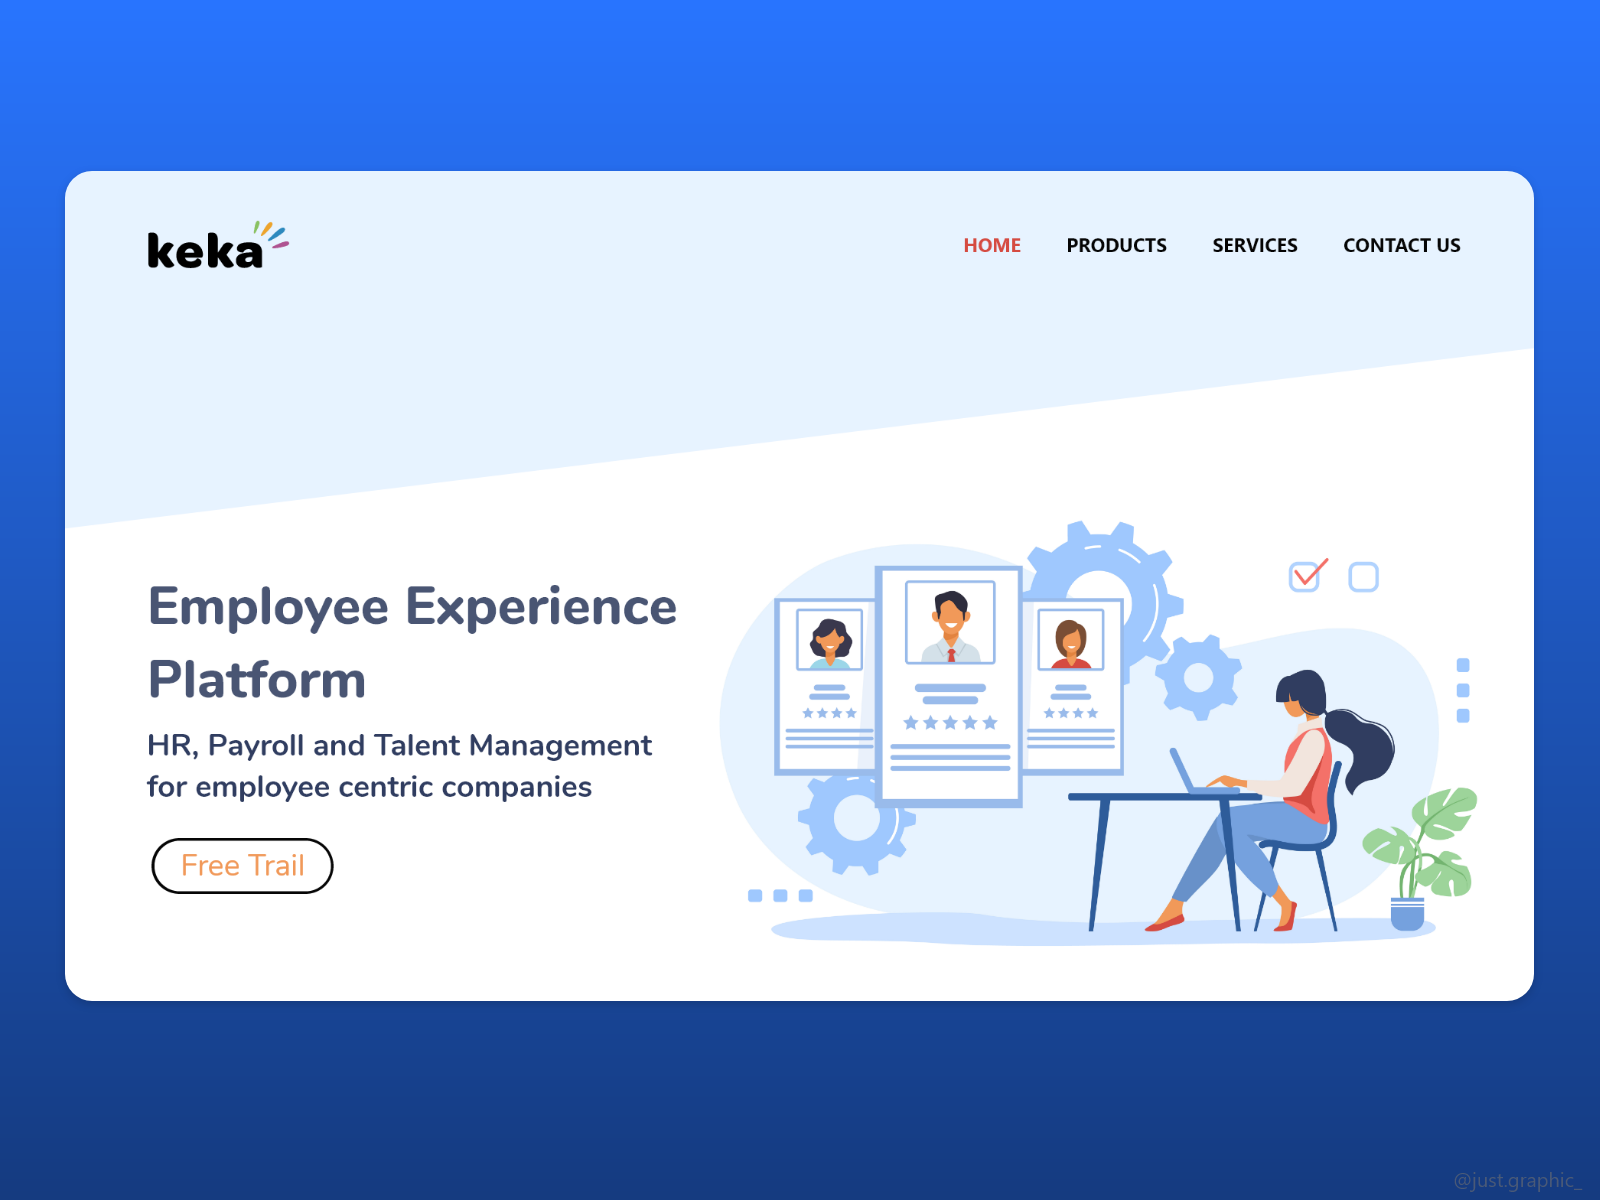 keka
HOME PRODUCTS SERVICES CONTACT US
Employee Experience
Platform
HR, Payroll and Talent Management
for employee centric companies
Free Trail
@just.graphic_